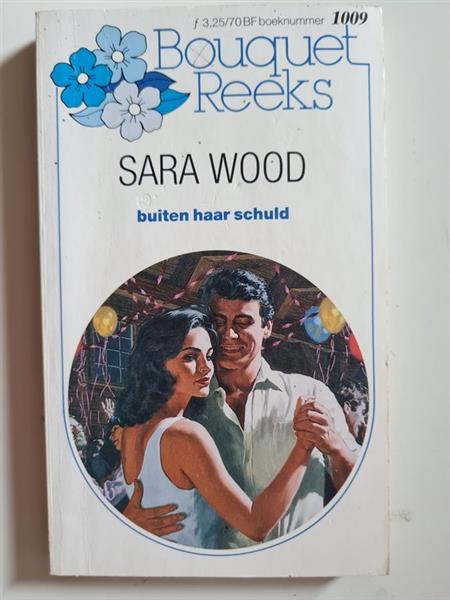 ƒ 3,25/70 BF boeknummer 1009
Bouquet
Reeks
SARA WOOD
buiten haar schuld